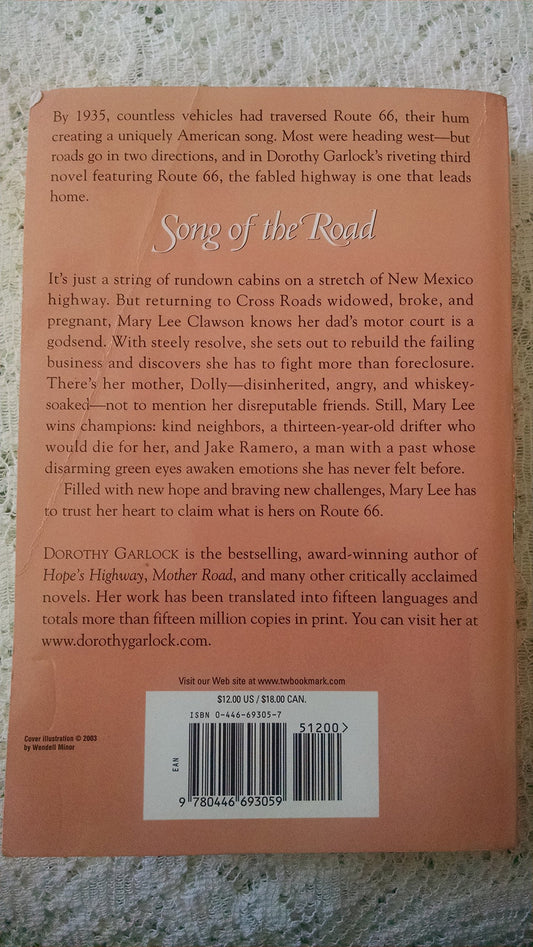 By 1935, countless vehicles had traversed Route 66, their hum
creating a uniquely American song. Most were heading west—but
roads go in two directions, and in Dorothy Garlock's riveting third
novel featuring Route 66, the fabled highway is one that leads
home.
Song of the Road
It's just a string of rundown cabins on a stretch of New Mexico
highway. But returning to Cross Roads widowed, broke, and
pregnant, Mary Lee Clawson knows her dad's motor court is a
godsend. With steely resolve, she sets out to rebuild the failing
business and discovers she has to fight more than foreclosure.
There's her mother, Dolly—disinherited, angry, and whiskey-
soaked—not to mention her disreputable friends. Still, Mary Lee
wins champions: kind neighbors, a thirteen-year-old drifter who
would die for her, and Jake Ramero, a man with a past whose
disarming green eyes awaken emotions she has never felt before.
Filled with new hope and braving new challenges, Mary Lee has
to trust her heart to claim what is hers on Route 66.
DOROTHY GARLOCK is the bestselling, award-winning author of
Hope's Highway, Mother Road, and many other critically acclaimed
novels. Her work has been translated into fifteen languages and
totals more than fifteen million copies in print. You can visit her at
www.dorothygarlock.com.
Visit our Web site at www.twbookmark.com
$12.00 US / $18.00 CAN.
ISBN 0-446-69305-7
51200>
EAN
9 780446 693059
Cover illustration © 2003
by Wendell Minor